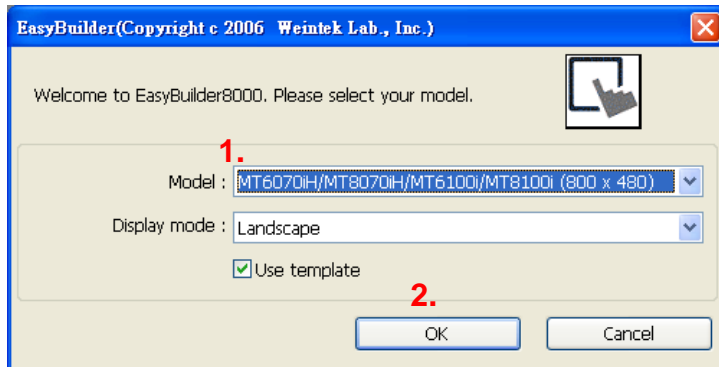 EasyBuilder(Copyright c 2006 Weintek Lab., Inc.)
Welcome to EasyBuilder8000. Please select your model.
1.
Model : MT6070iH/MT8070iH/MT6100i/MT8100i (800 x 480)
Display mode : Landscape
Use template
2.
OK Cancel